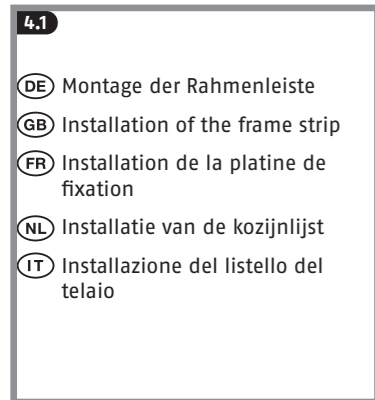 4.1
DE Montage der Rahmenleiste
GB Installation of the frame strip
FR Installation de la platine de
fixation
NL Installatie van de kozijnlijst
IT Installazione del listello del
telaio